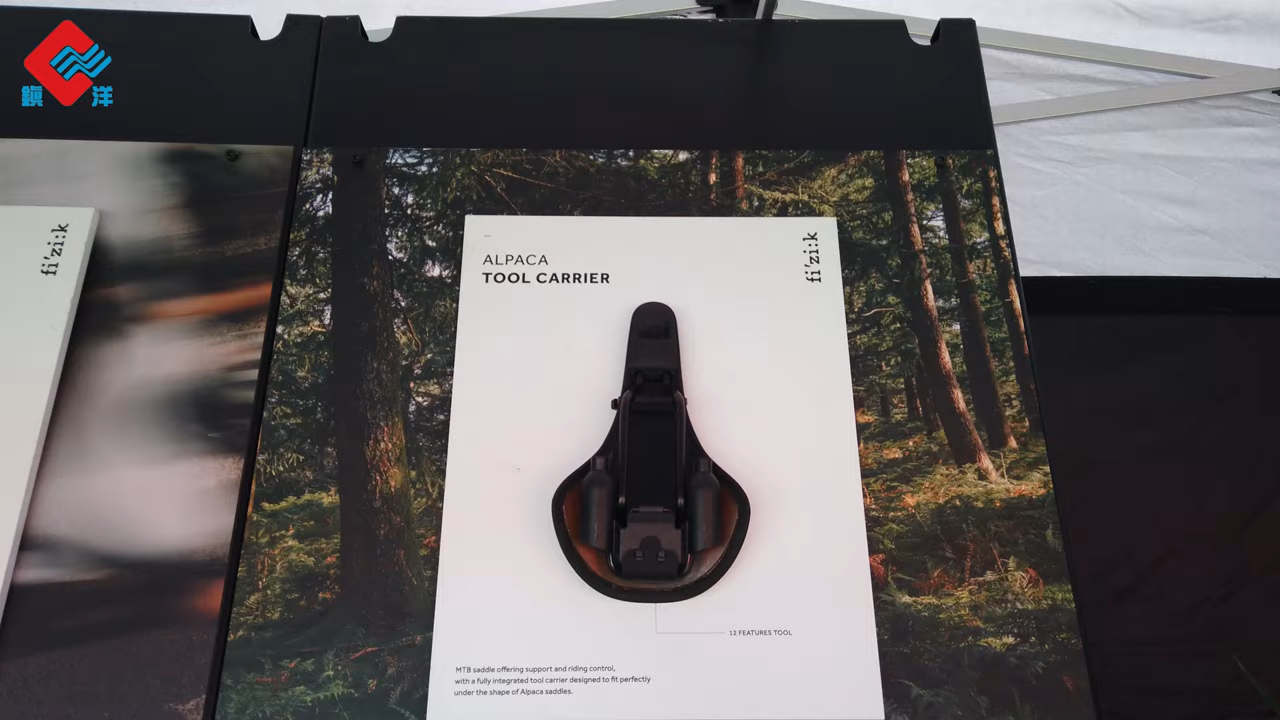 鎮 洋
fi'zi:k
ALPACA
TOOL CARRIER
fi'zi:k
12 FEATURES TOOL
MTB saddle offering support and riding control,
with a fully integrated tool carrier designed to fit perfectly
under the shape of Alpaca saddles.